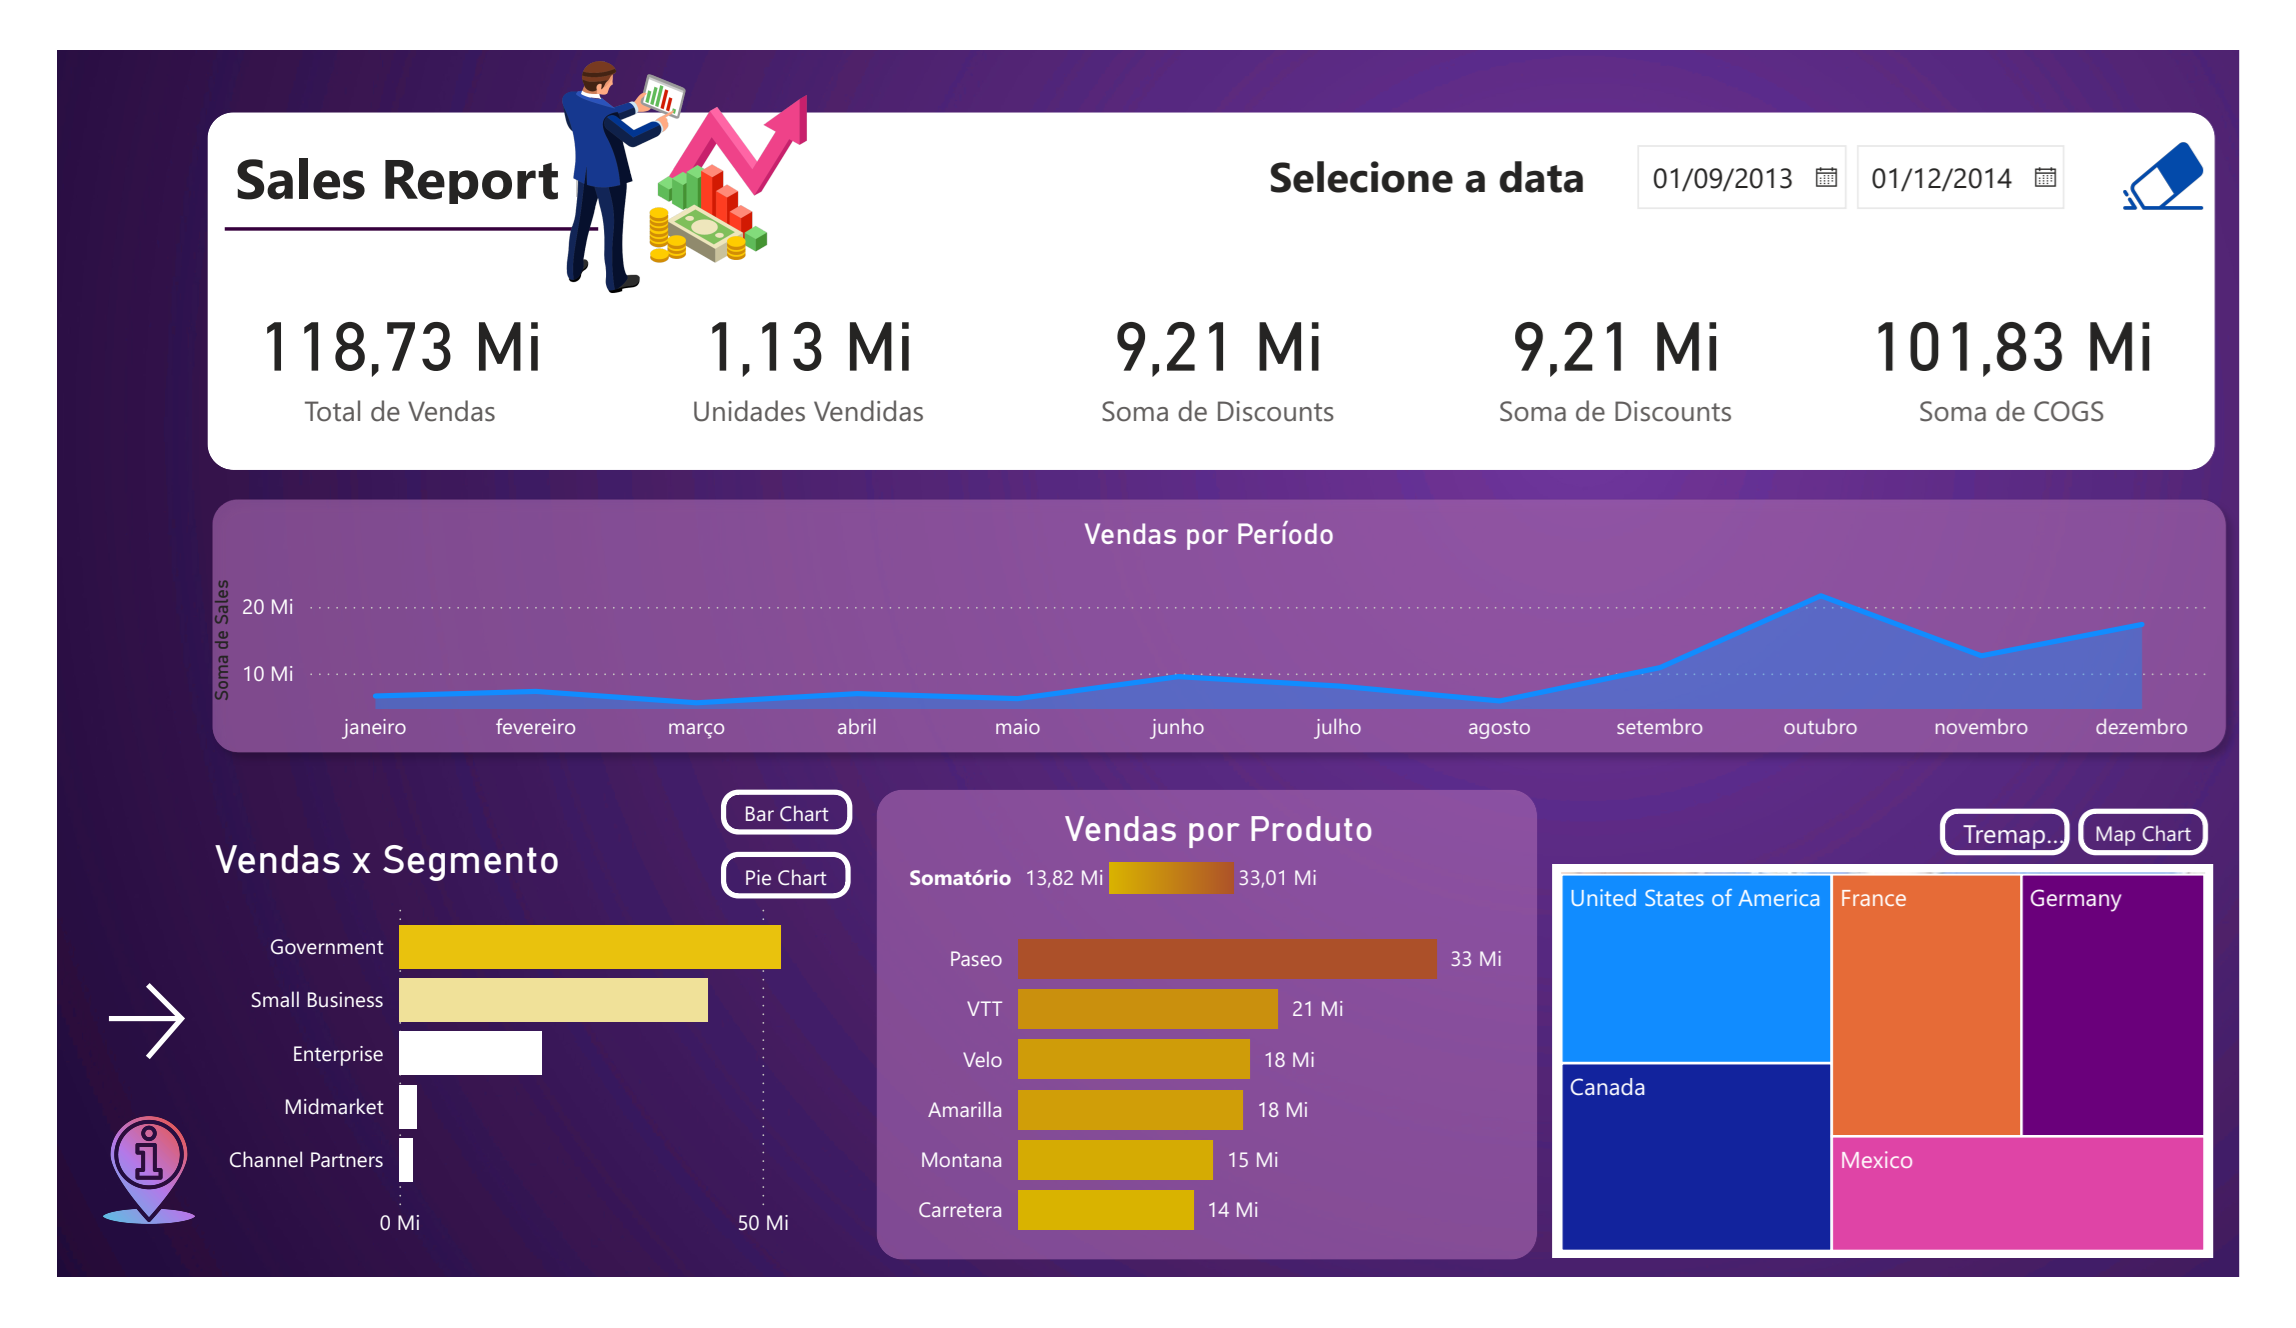 Sales Report
Selecione a data
01/09/2013
01/12/2014
118,73 Mi
Total de Vendas
1,13 Mi
Unidades Vendidas
9,21 Mi
Soma de Discounts
9,21 Mi
Soma de Discounts
101,83 Mi
Soma de COGS
Vendas por Período
Soma de Sales
20 Mi
10 Mi
janeiro
fevereiro
março
abril
maio
junho
julho
agosto
setembro
outubro
novembro
dezembro
Vendas x Segmento
Bar Chart
Pie Chart
Government
Small Business
Enterprise
Midmarket
Channel Partners
0 Mi
50 Mi
Vendas por Produto
Somatório 13,82 Mi 33,01 Mi
Paseo 33 Mi
VTT 21 Mi
Velo 18 Mi
Amarilla 18 Mi
Montana 15 Mi
Carretera 14 Mi
Tremap...
Map Chart
United States of America
France
Germany
Canada
Mexico